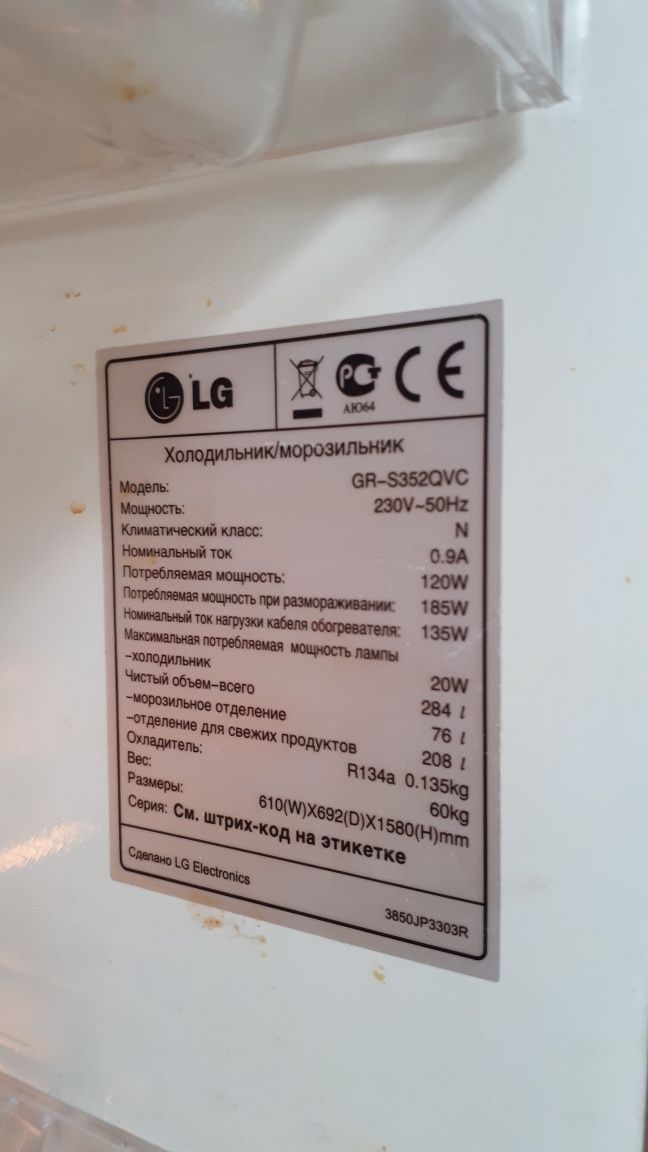 LG
РСТ
АЮ64
CE
Холодильник/морозильник
Модель: GR-S352QVC
Мощность: 230V~50Hz
Климатический класс: N
Номинальный ток 0.9A
Потребляемая мощность: 120W
Потребляемая мощность при размораживании: 185W
Номинальный ток нагрузки кабеля обогревателя: 135W
Максимальная потребляемая мощность лампы
-холодильник 20W
Чистый объем-всего 284 l
-морозильное отделение 76 l
-отделение для свежих продуктов 208 l
Охладитель: R134a 0.135kg
Вес: 60kg
Размеры: 610(W)X692(D)X1580(H)mm
Серия: См. штрих-код на этикетке
Сделано LG Electronics
3850JP3303R